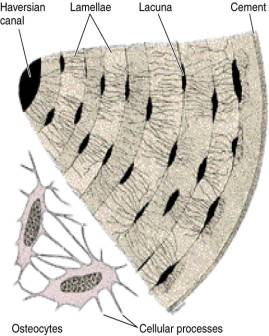 Haversian
canal
Lamellae
Lacuna
Cement
Osteocytes
Cellular processes